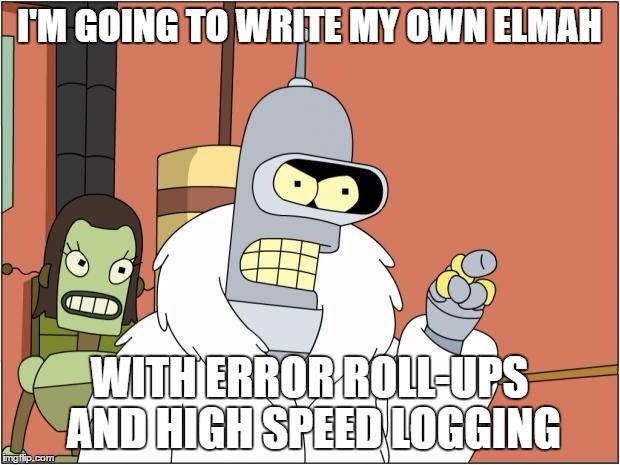 I'M GOING TO WRITE MY OWN ELMAH
WITH ERROR ROLL-UPS
AND HIGH SPEED LOGGING
imgflip.com